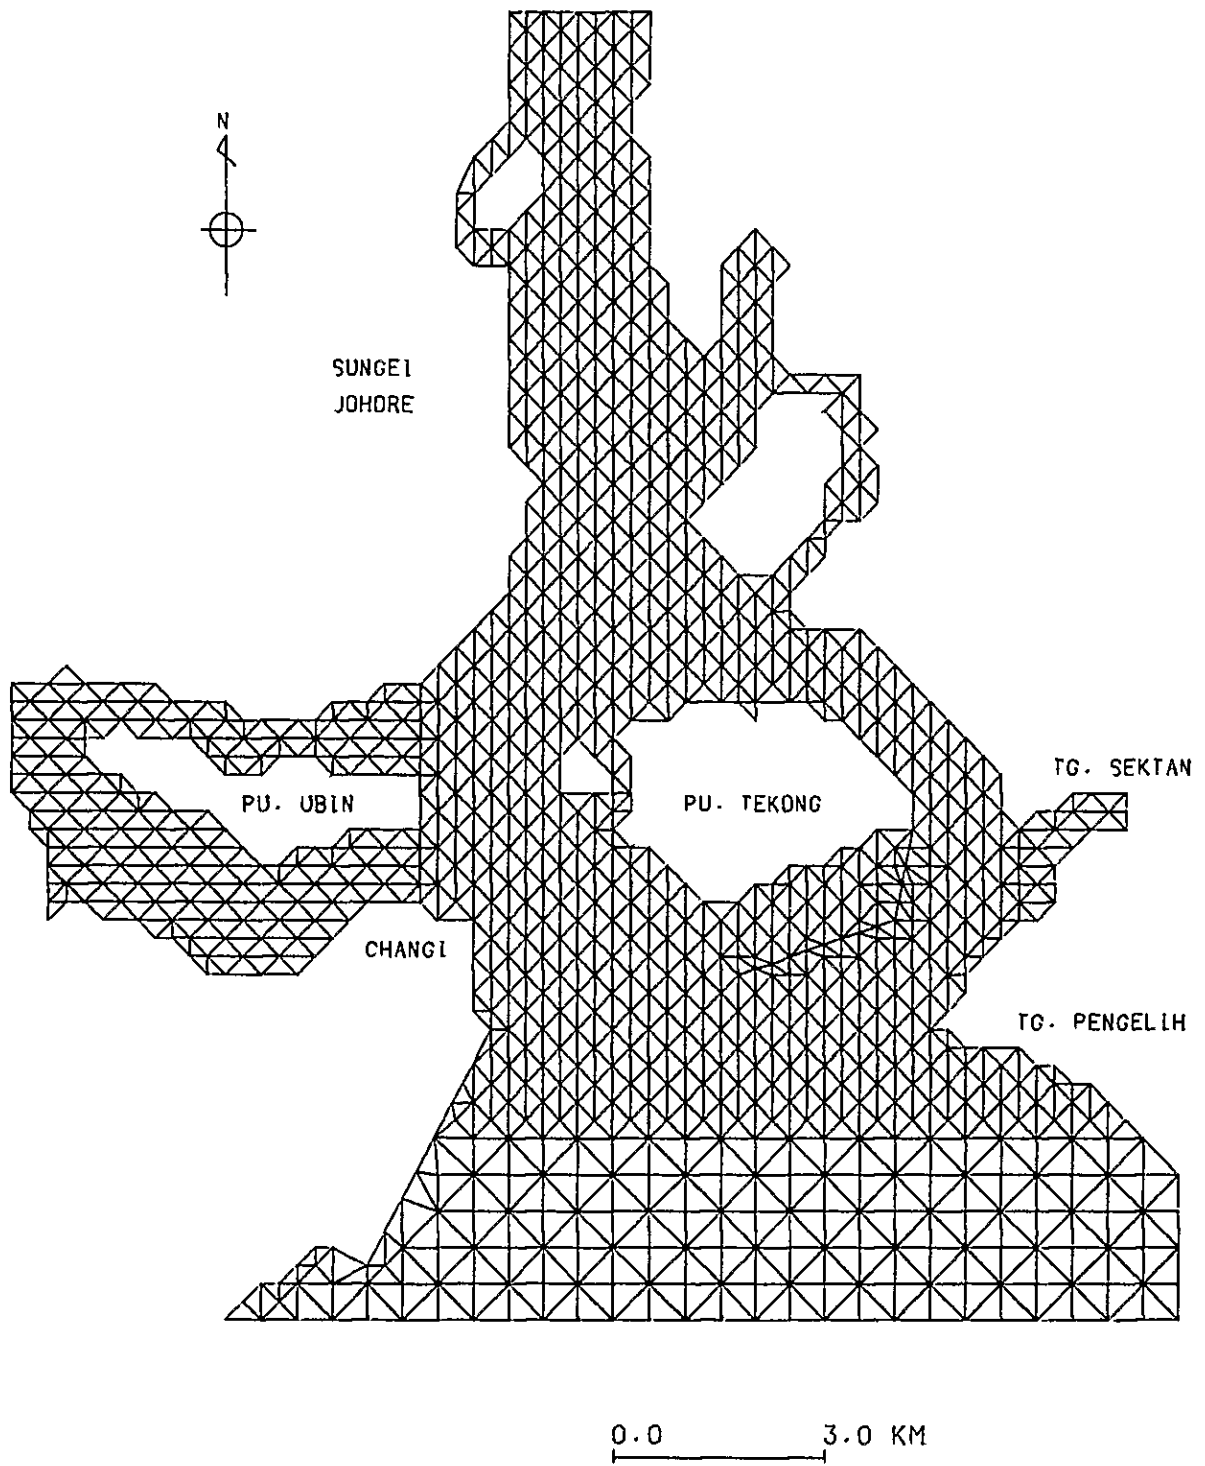 N
SUNGEI
JOHORE
TG. SEKTAN
PU. UBIN
PU. TEKONG
CHANGI
TG. PENGELIH
0.0 3.0 KM